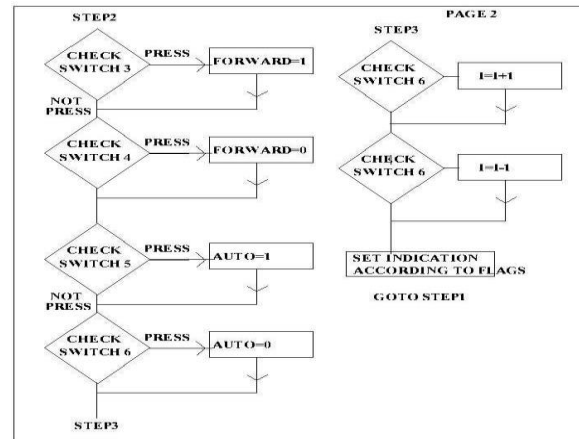 STEP2
CHECK
SWITCH 3
PRESS
FORWARD=1
NOT
PRESS
CHECK
SWITCH 4
PRESS
FORWARD=0
CHECK
SWITCH 5
PRESS
AUTO=1
NOT
PRESS
CHECK
SWITCH 6
PRESS
AUTO=0
STEP3
PAGE 2
STEP3
CHECK
SWITCH 6
I=I+1
CHECK
SWITCH 6
I=I-1
SET INDICATION
ACCORDING TO FLAGS
GOTO STEP1